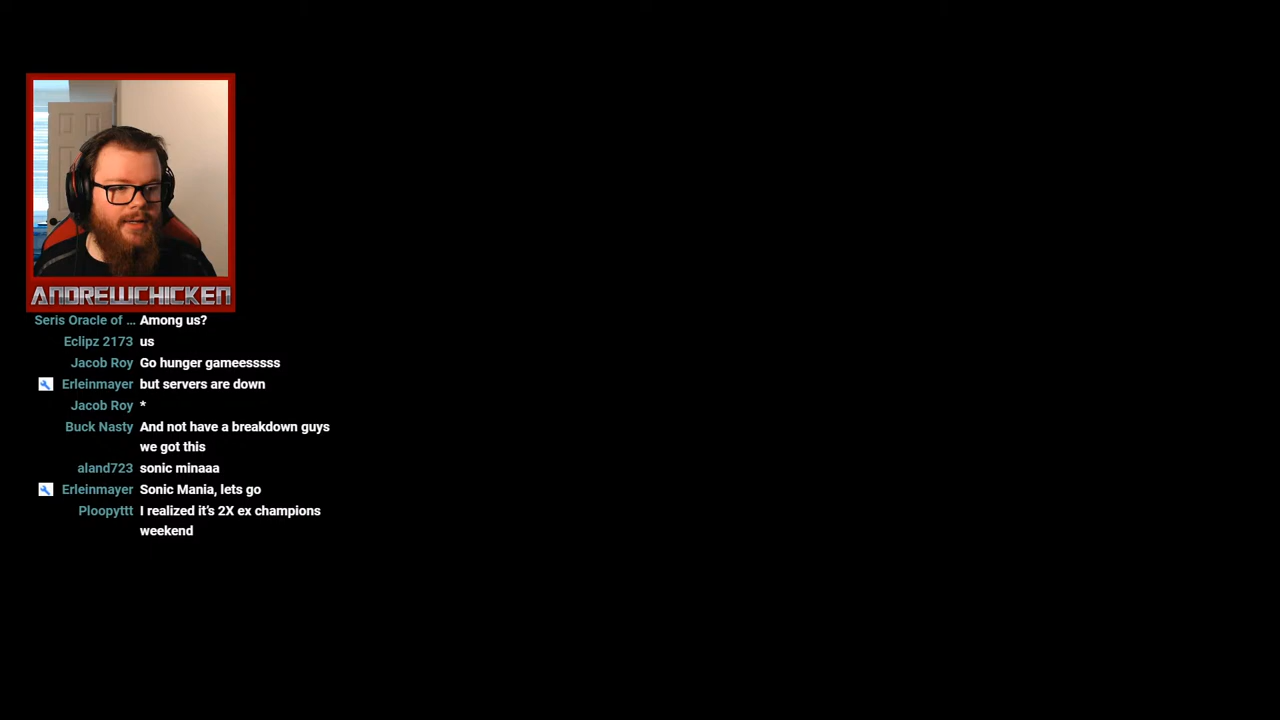 ANDREWCHICKEN
Seris Oracle of ... Among us?
Eclipz 2173 us
Jacob Roy Go hunger gameesssss
Erleinmayer but servers are down
Jacob Roy *
Buck Nasty And not have a breakdown guys
we got this
aland723 sonic minaaa
Erleinmayer Sonic Mania, lets go
Ploopyttt I realized it’s 2X ex champions
weekend